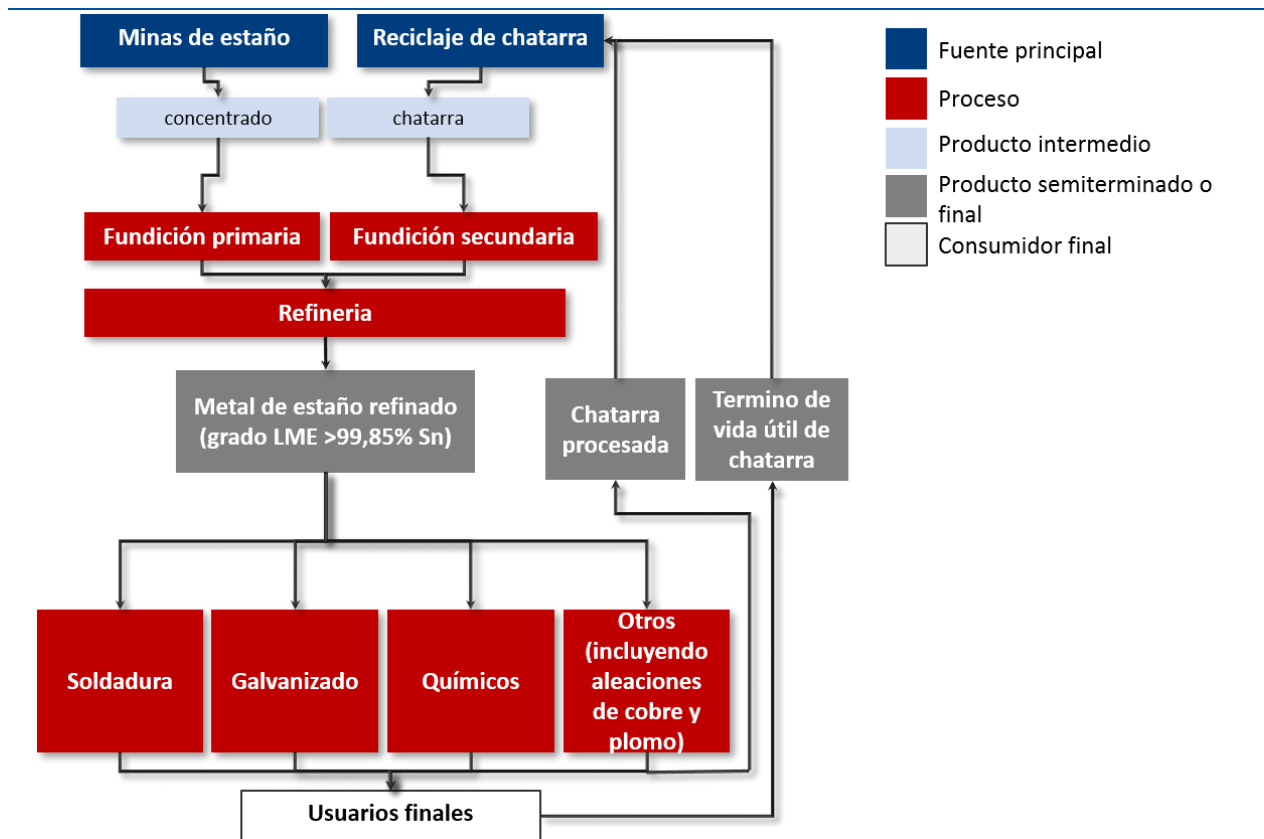 Minas de estaño
Reciclaje de chatarra
concentrado
chatarra
Fundición primaria
Fundición secundaria
Refineria
Metal de estaño refinado
(grado LME >99,85% Sn)
Chatarra
procesada
Termino de
vida útil de
chatarra
Soldadura
Galvanizado
Químicos
Otros
(incluyendo
aleaciones
de cobre y
plomo)
Usuarios finales
Fuente principal
Proceso
Producto intermedio
Producto semiterminado o
final
Consumidor final